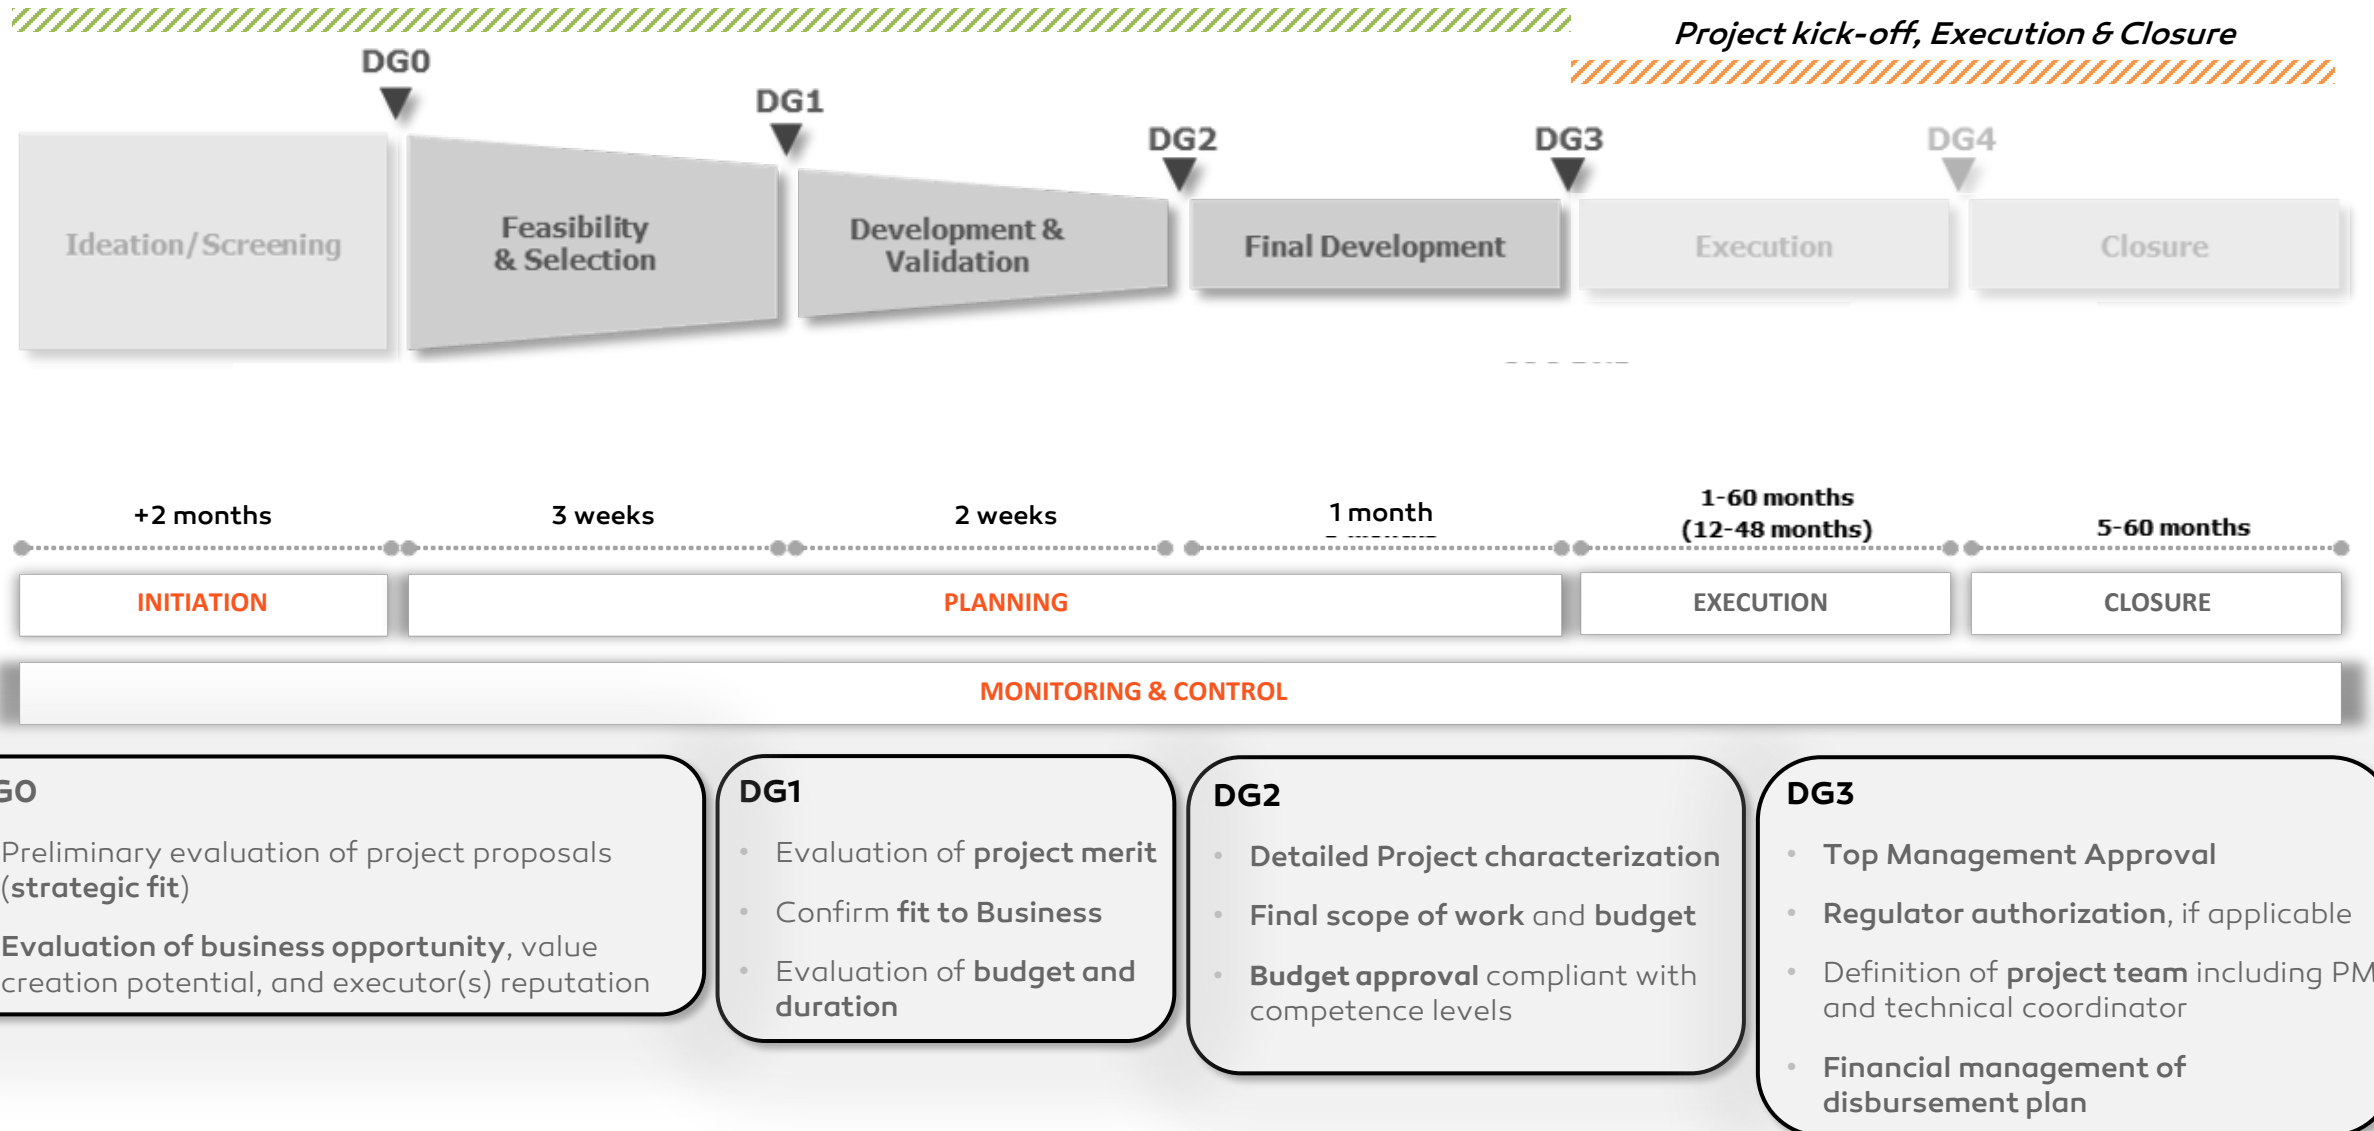 Project kick-off, Execution & Closure
DG0
DG1
DG2
DG3
DG4
Ideation/Screening
Feasibility
& Selection
Development &
Validation
Final Development
Execution
Closure
+2 months
3 weeks
2 weeks
1 month
1-60 months
(12-48 months)
5-60 months
INITIATION
PLANNING
EXECUTION
CLOSURE
MONITORING & CONTROL
G0
Preliminary evaluation of project proposals
(strategic fit)
Evaluation of business opportunity, value
creation potential, and executor(s) reputation
DG1
• Evaluation of project merit
• Confirm fit to Business
• Evaluation of budget and
duration
DG2
• Detailed Project characterization
• Final scope of work and budget
• Budget approval compliant with
competence levels
DG3
• Top Management Approval
• Regulator authorization, if applicable
• Definition of project team including PM
and technical coordinator
• Financial management of
disbursement plan